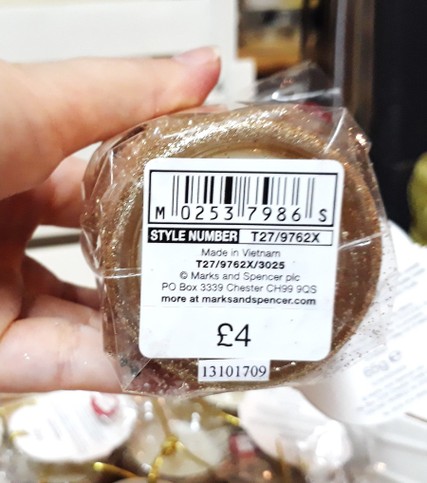 M 0253 7986 S
STYLE NUMBER T27/9762X
Made in Vietnam
T27/9762X/3025
© Marks and Spencer plc
PO Box 3339 Chester CH99 9QS
more at marksandspencer.com
£4
13101709